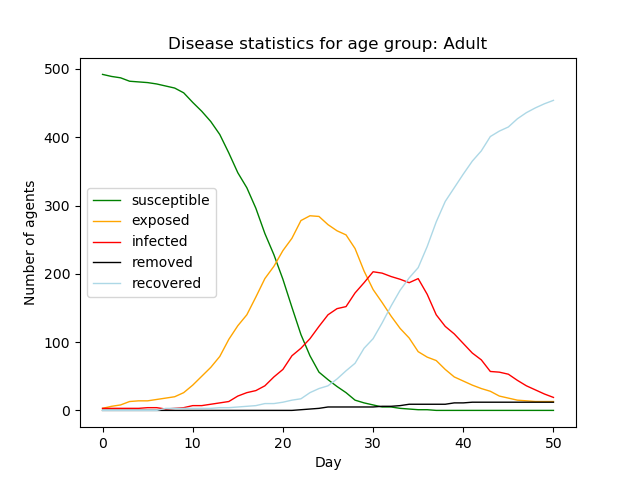 Disease statistics for age group: Adult
500
400
300
200
100
0
Number of agents
susceptible
exposed
infected
removed
recovered
0 10 20 30 40 50
Day